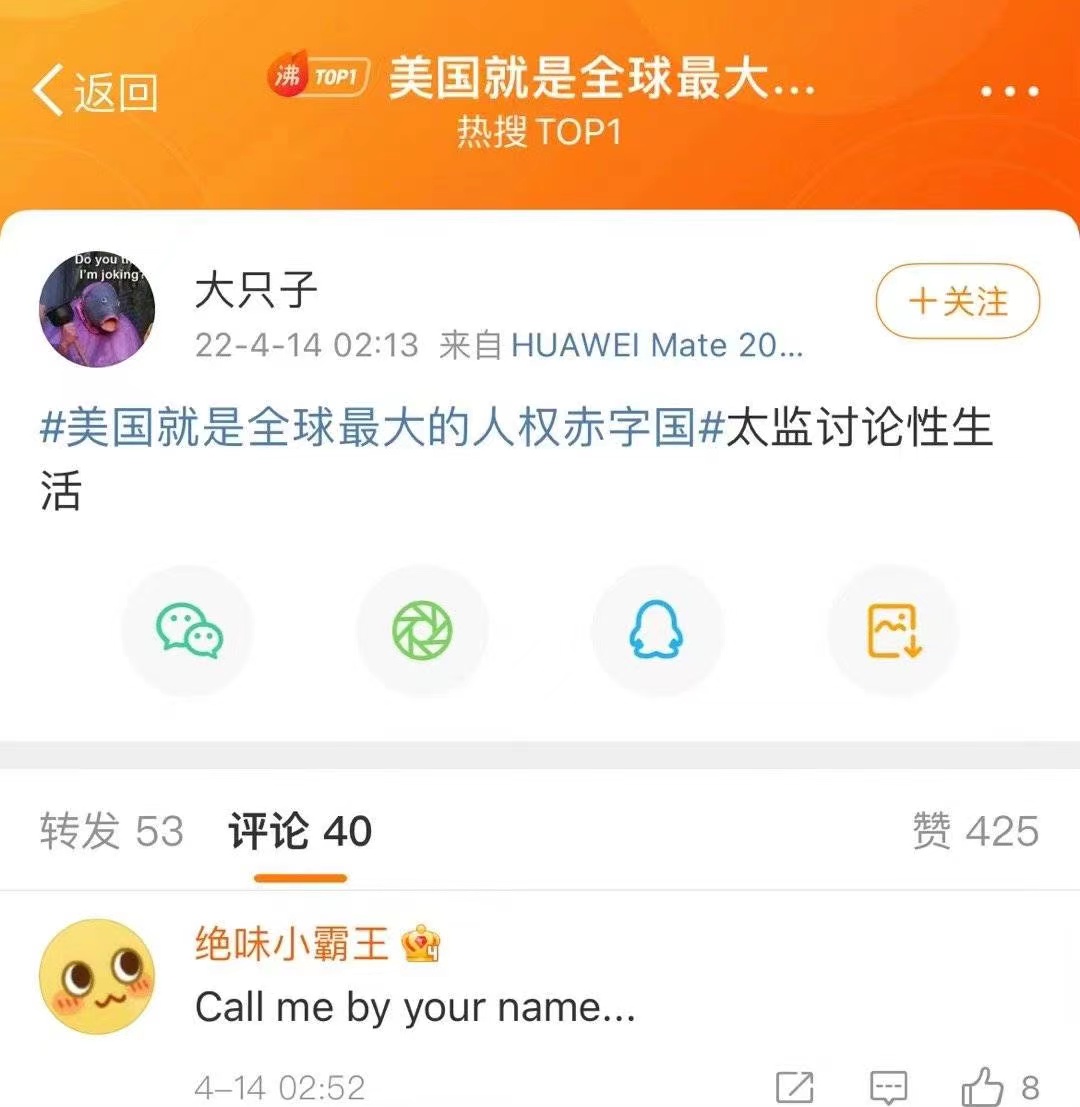 返回
沸 TOP1 美国就是全球最大...
热搜 TOP1
Do you
I'm joking?
大只子
22-4-14 02:13 来自 HUAWEI Mate 20...
+关注
#美国就是全球最大的人权赤字国#太监讨论性生
活
转发 53 评论 40 赞 425
绝味小霸王
Call me by your name...
4-14 02:52 8